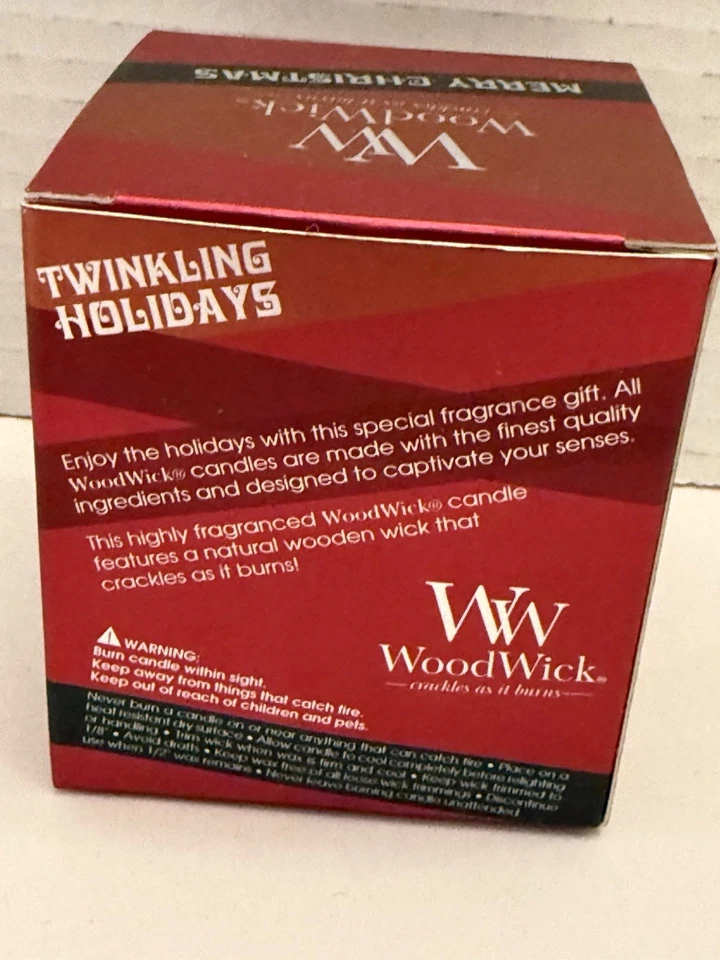 MERRY CHRISTMAS
crackles as it burns
WoodWick®
WW
TWINKLING
HOLIDAYS
Enjoy the holidays with this special fragrance gift. All
WoodWick® candles are made with the finest quality
ingredients and designed to captivate your senses.
This highly fragranced WoodWick® candle
features a natural wooden wick that
crackles as it burns!
WW
WoodWick®
crackles as it burns
WARNING:
Burn candle within sight.
Keep away from things that catch fire.
Keep out of reach of children and pets.
Never burn a candle on or near anything that can catch fire • Place on a
heat resistant dry surface • Allow candle to cool completely before relighting
or handling • Trim wick when wax is firm and cool • Keep wick trimmed to
1/8" • Avoid drafts • Keep wax free of all loose wick trimmings • Discontinue
use when 1/2" wax remains • Never leave burning candle unattended